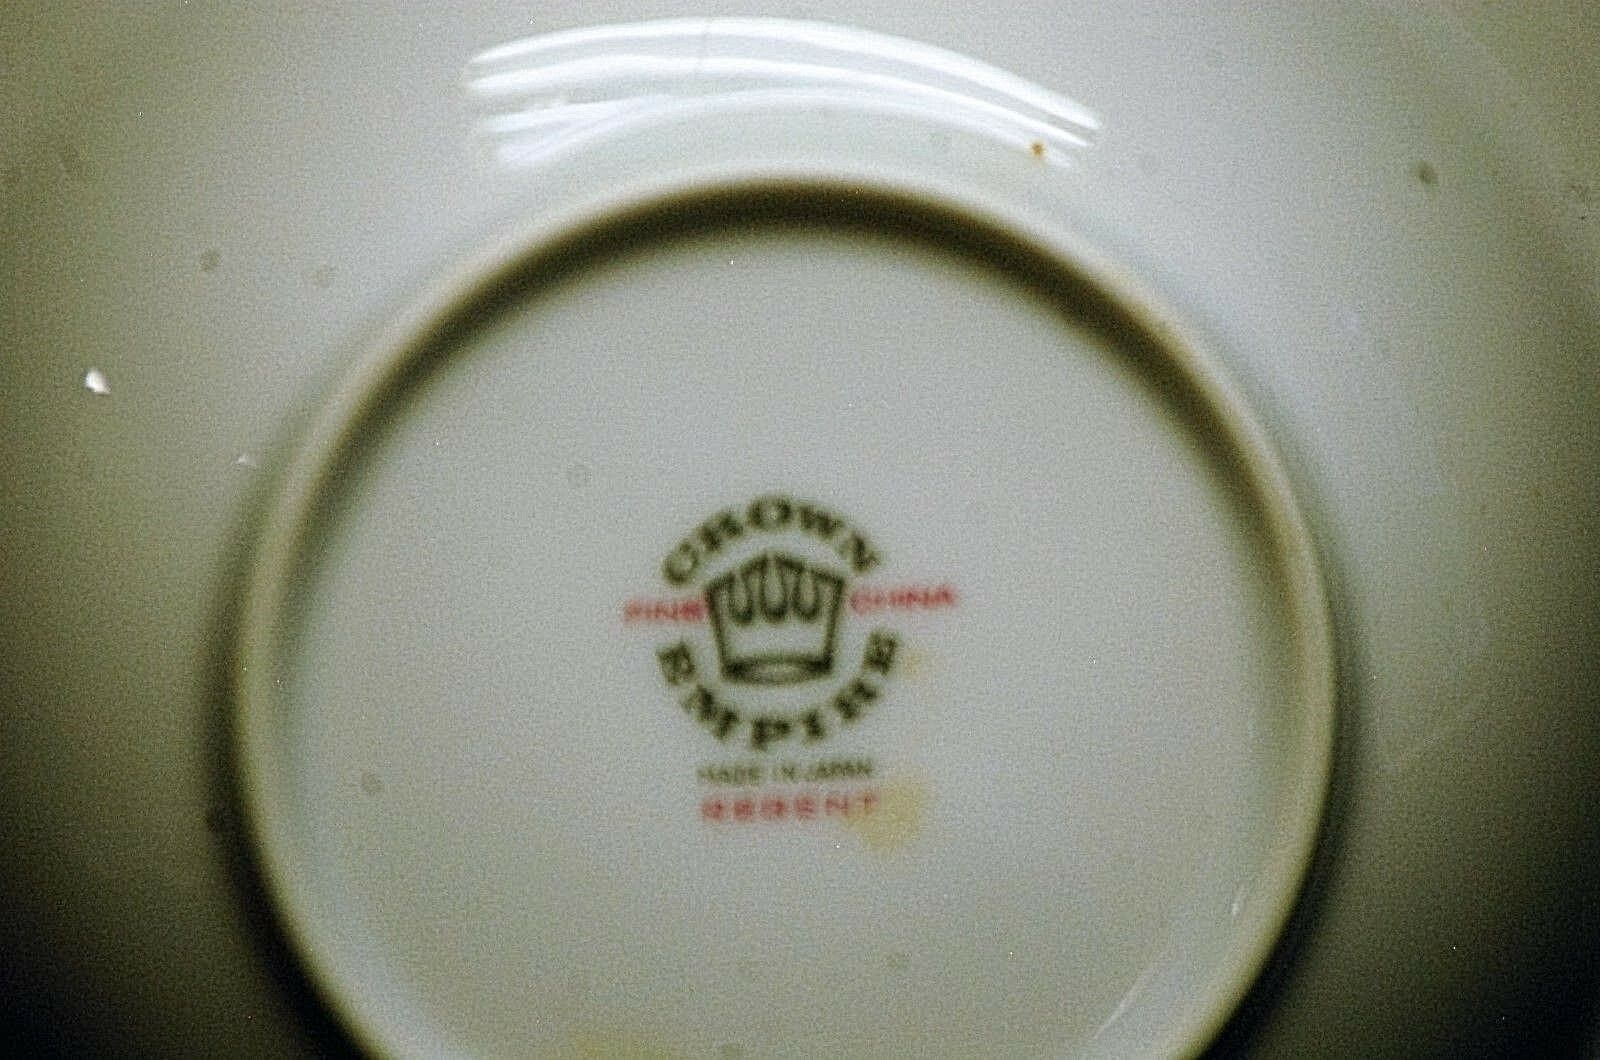 CROWN
FINE CHINA
EMPIRE
MADE IN JAPAN
REGENT